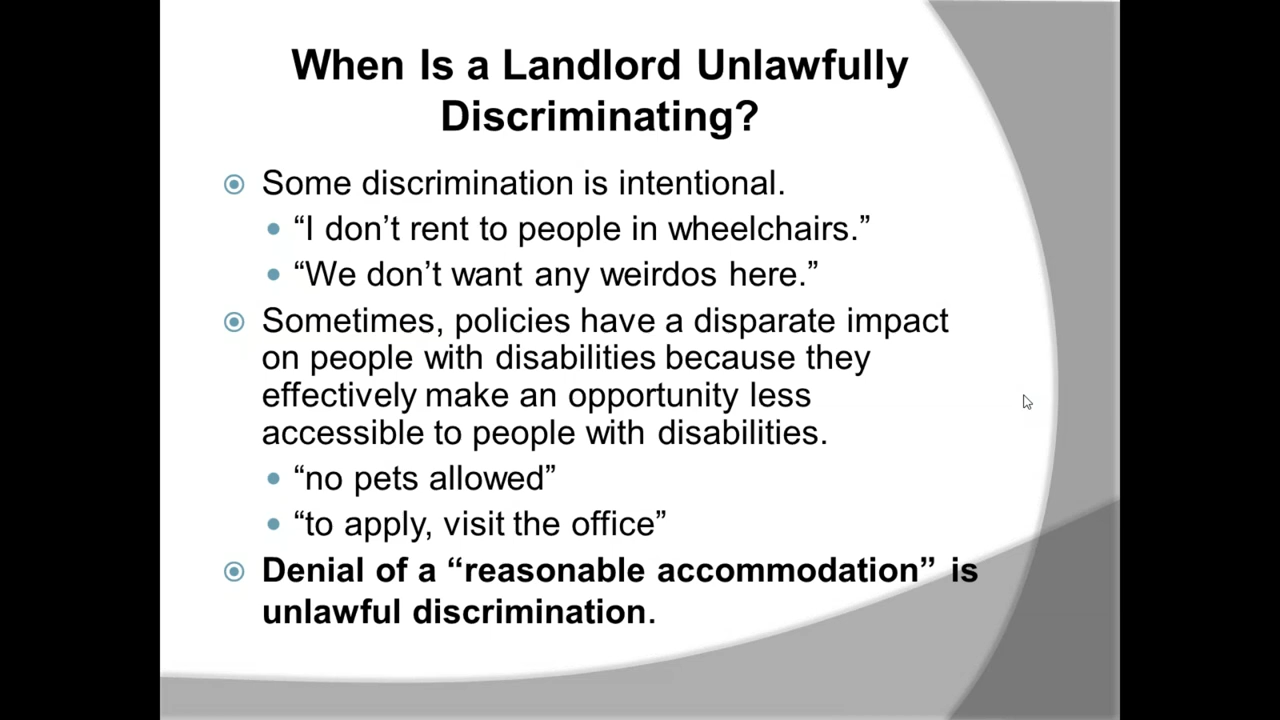 When Is a Landlord Unlawfully
Discriminating?
Some discrimination is intentional.
“I don’t rent to people in wheelchairs.”
“We don’t want any weirdos here.”
Sometimes, policies have a disparate impact
on people with disabilities because they
effectively make an opportunity less
accessible to people with disabilities.
“no pets allowed”
“to apply, visit the office”
Denial of a “reasonable accommodation” is
unlawful discrimination.